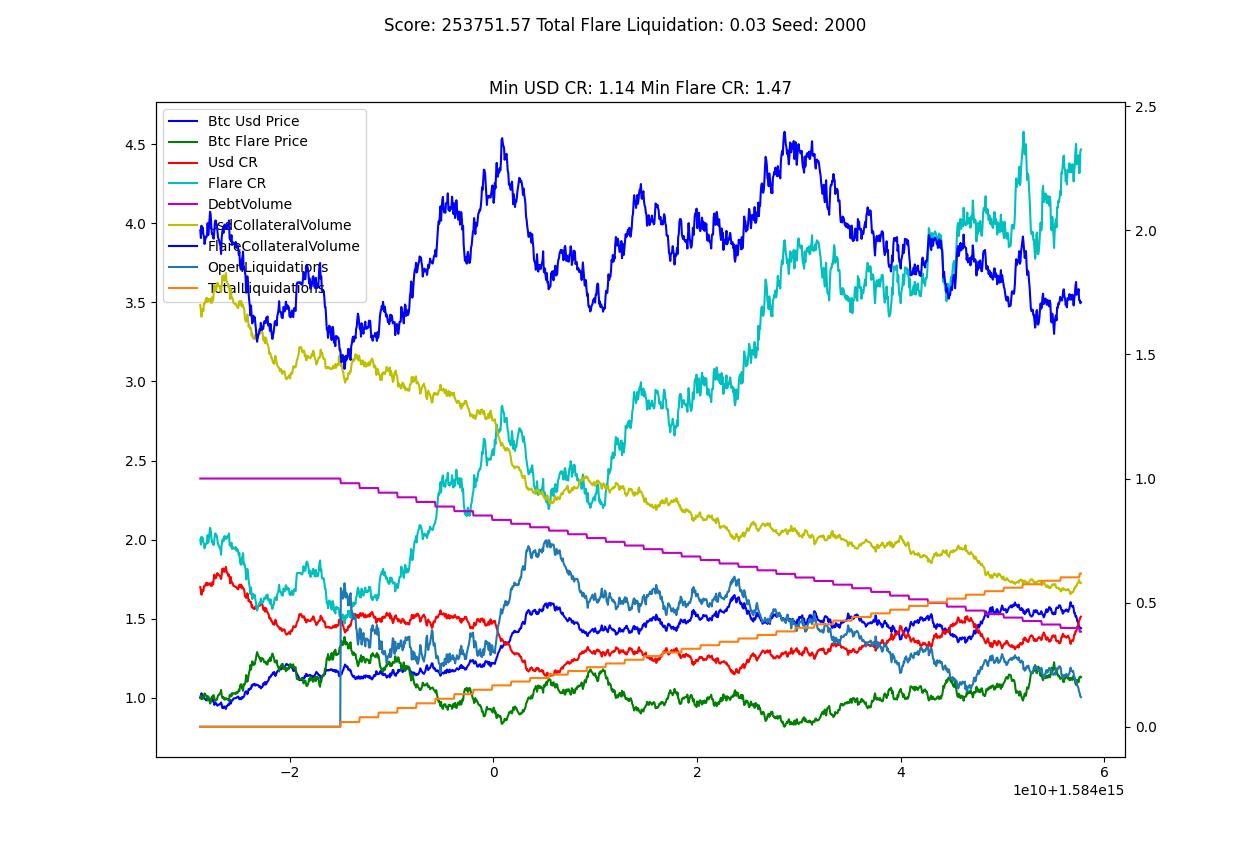 Score: 253751.57 Total Flare Liquidation: 0.03 Seed: 2000
Min USD CR: 1.14 Min Flare CR: 1.47
Btc Usd Price
Btc Flare Price
Usd CR
Flare CR
DebtVolume
UsdCollateralVolume
FlareCollateralVolume
OpenLiquidations
TotalLiquidations
4.5
4.0
3.5
3.0
2.5
2.0
1.5
1.0
2.5
2.0
1.5
1.0
0.5
0.0
−2
0
2
4
6
1e10+1.584e15